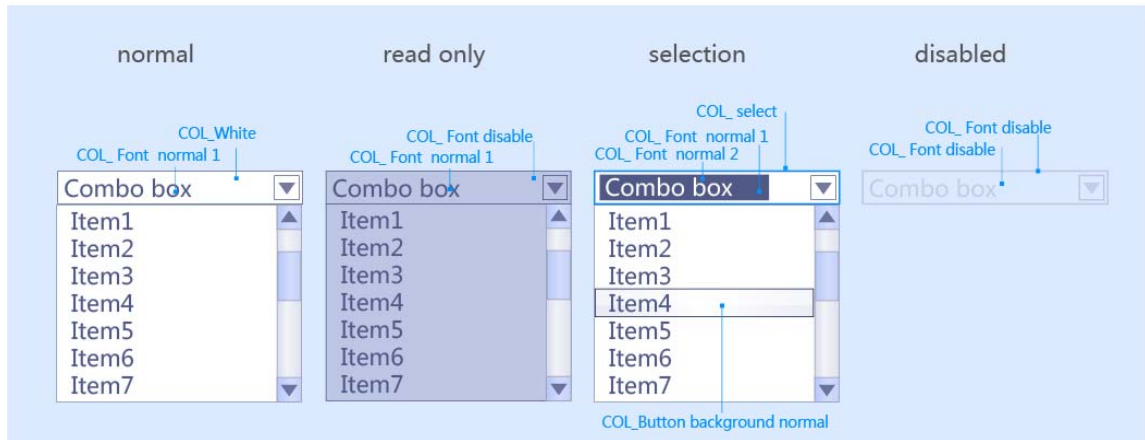 normal
read only
selection
disabled
COL_White
COL_ Font normal 1
Combo box
Item1
Item2
Item3
Item4
Item5
Item6
Item7
COL_ Font disable
COL_ Font normal 1
Combo box
Item1
Item2
Item3
Item4
Item5
Item6
Item7
COL_ select
COL_ Font normal 1
COL_ Font normal 2
Combo box
Item1
Item2
Item3
Item4
Item5
Item6
Item7
COL_Button background normal
COL_ Font disable
COL_ Font disable
Combo box